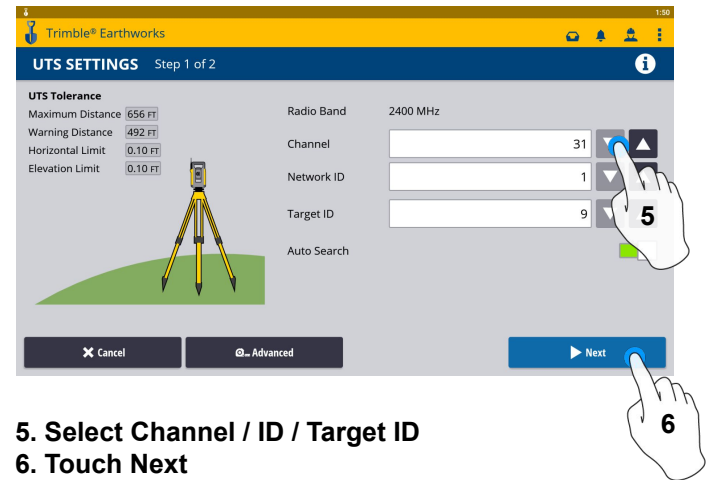 1:50
Trimble® Earthworks
UTS SETTINGS Step 1 of 2
UTS Tolerance
Maximum Distance 656 FT
Warning Distance 492 FT
Horizontal Limit 0.10 FT
Elevation Limit 0.10 FT
Radio Band 2400 MHz
Channel 31
Network ID 1
Target ID 9
Auto Search
5
Cancel
Advanced
Next
6
5. Select Channel / ID / Target ID
6. Touch Next